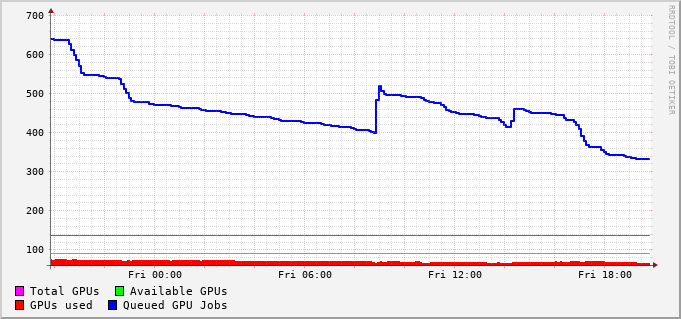 700
600
500
400
300
200
100
Fri 00:00 Fri 06:00 Fri 12:00 Fri 18:00
Total GPUs Available GPUs
GPUs used Queued GPU Jobs
RRDTOOL / TOBI OETIKER